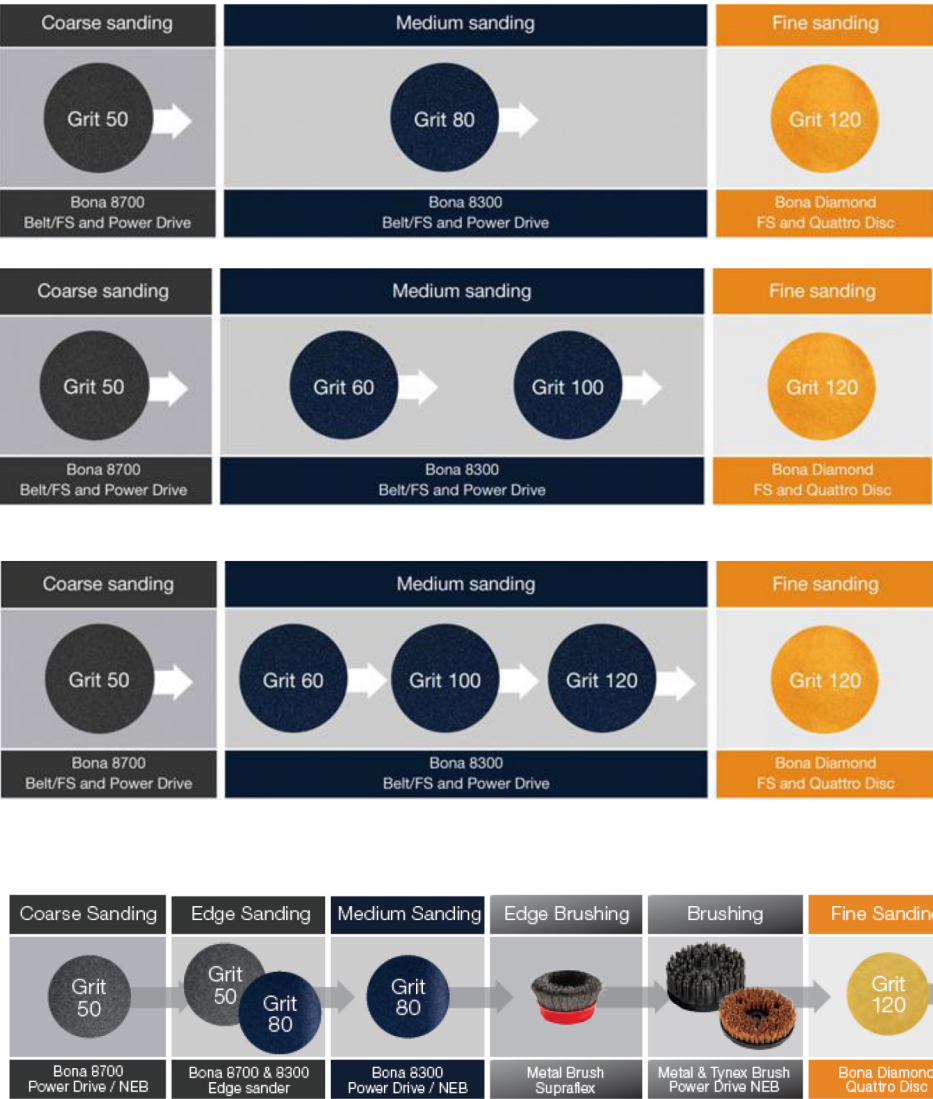 Coarse sanding
Medium sanding
Fine sanding
Grit 50
Grit 80
Grit 120
Bona 8700
Belt/FS and Power Drive
Bona 8300
Belt/FS and Power Drive
Bona Diamond
FS and Quattro Disc
Coarse sanding
Medium sanding
Fine sanding
Grit 50
Grit 60
Grit 100
Grit 120
Bona 8700
Belt/FS and Power Drive
Bona 8300
Belt/FS and Power Drive
Bona Diamond
FS and Quattro Disc
Coarse sanding
Medium sanding
Fine sanding
Grit 50
Grit 60
Grit 100
Grit 120
Grit 120
Bona 8700
Belt/FS and Power Drive
Bona 8300
Belt/FS and Power Drive
Bona Diamond
FS and Quattro Disc
Coarse Sanding
Edge Sanding
Medium Sanding
Edge Brushing
Brushing
Fine Sandin
Grit
50
Grit
50
Grit
80
Grit
80
Grit
120
Bona 8700
Power Drive / NEB
Bona 8700 & 8300
Edge sander
Bona 8300
Power Drive / NEB
Metal Brush
Supraflex
Metal & Tynex Brush
Power Drive NEB
Bona Diamond
Quattro Disc